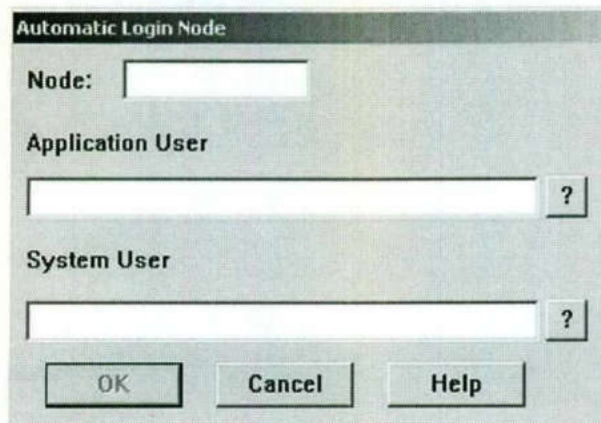 Automatic Login Node
Node:
Application User
?
System User
?
OK Cancel Help